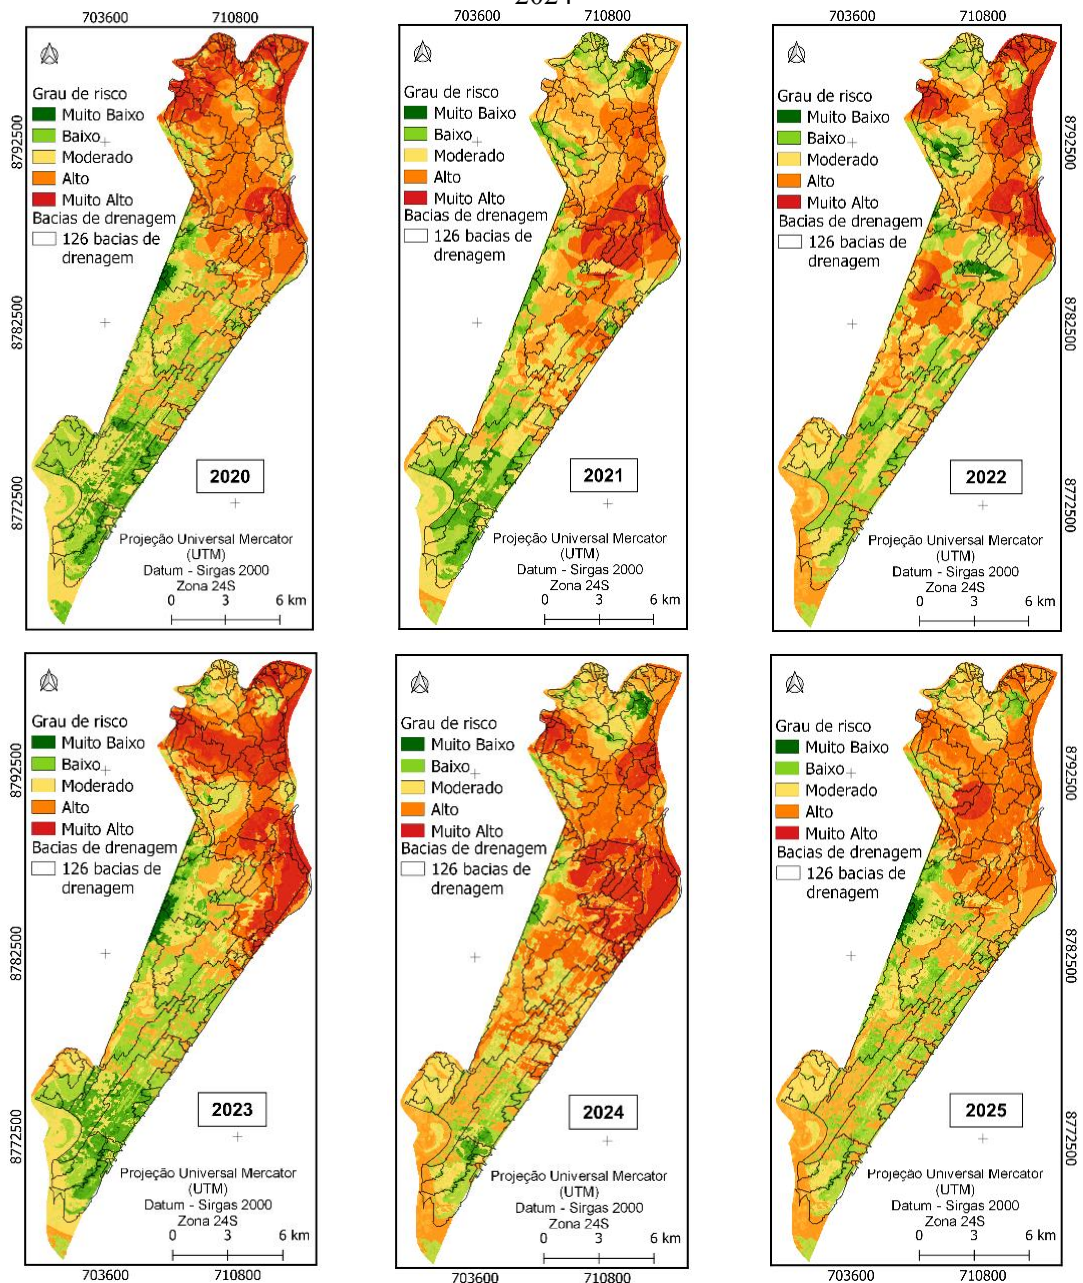 2024
703600 710800
703600 710800
703600 710800
8792500
8782500
8772500
Grau de risco
Muito Baixo
Baixo
Moderado
Alto
Muito Alto
Bacias de drenagem
126 bacias de
drenagem
2020
Projeção Universal Mercator
(UTM)
Datum - Sirgas 2000
Zona 24S
0 3 6 km
Grau de risco
Muito Baixo
Baixo
Moderado
Alto
Muito Alto
Bacias de drenagem
126 bacias de
drenagem
2021
Projeção Universal Mercator
(UTM)
Datum - Sirgas 2000
Zona 24S
0 3 6 km
Grau de risco
Muito Baixo
Baixo
Moderado
Alto
Muito Alto
Bacias de drenagem
126 bacias de
drenagem
2022
Projeção Universal Mercator
(UTM)
Datum - Sirgas 2000
Zona 24S
0 3 6 km
8792500
8782500
8772500
8792500
8782500
8772500
Grau de risco
Muito Baixo
Baixo
Moderado
Alto
Muito Alto
Bacias de drenagem
126 bacias de
drenagem
2023
Projeção Universal Mercator
(UTM)
Datum - Sirgas 2000
Zona 24S
0 3 6 km
Grau de risco
Muito Baixo
Baixo
Moderado
Alto
Muito Alto
Bacias de drenagem
126 bacias de
drenagem
2024
Projeção Universal Mercator
(UTM)
Datum - Sirgas 2000
Zona 24S
0 3 6 km
Grau de risco
Muito Baixo
Baixo
Moderado
Alto
Muito Alto
Bacias de drenagem
126 bacias de
drenagem
2025
Projeção Universal Mercator
(UTM)
Datum - Sirgas 2000
Zona 24S
0 3 6 km
8792500
8782500
8772500
703600 710800
703600 710800
703600 710800